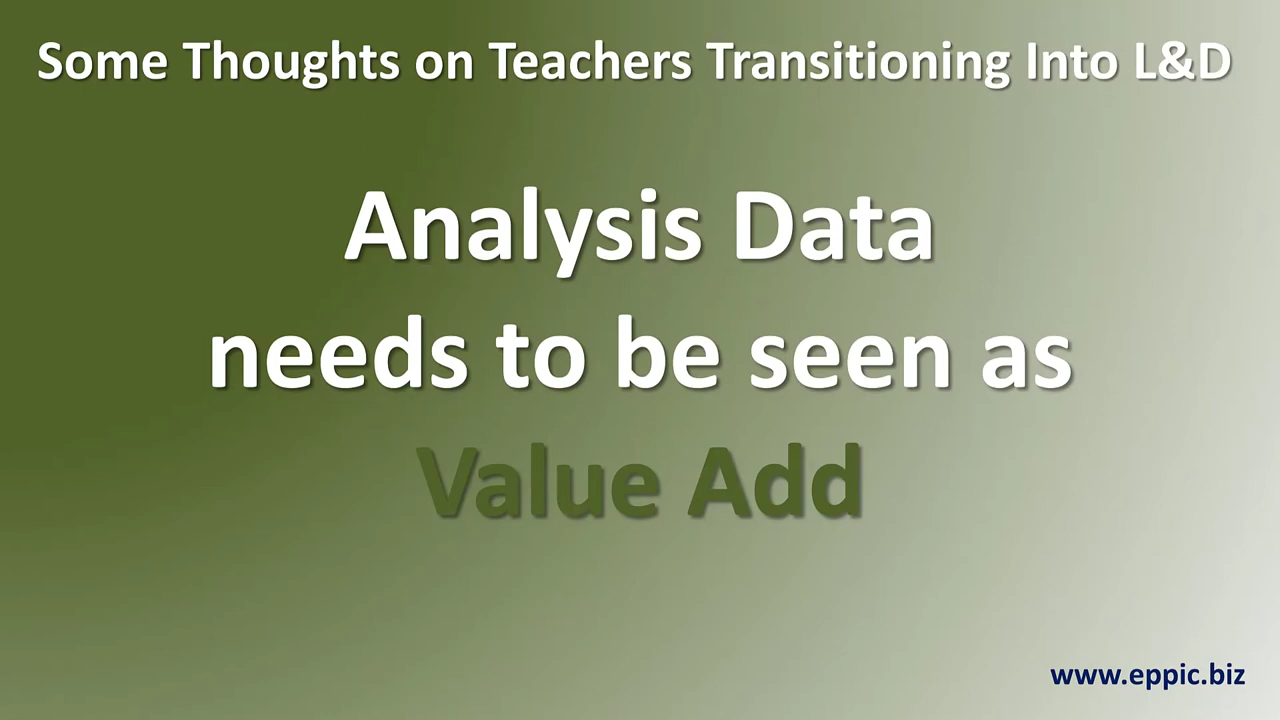 Some Thoughts on Teachers Transitioning Into L&D
Analysis Data
needs to be seen as
Value Add
www.eppic.biz